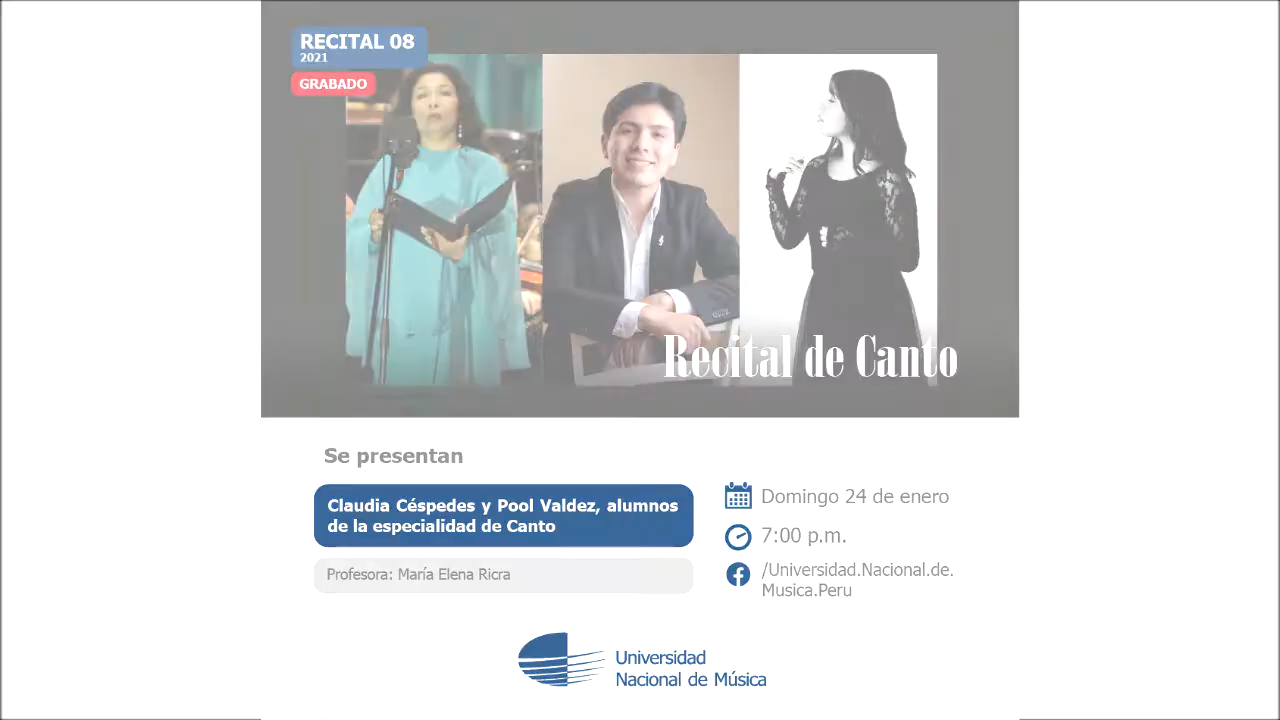 RECITAL 08
2021
GRABADO
Recital de Canto
Se presentan
Claudia Céspedes y Pool Valdez, alumnos
de la especialidad de Canto
Profesora: María Elena Ricra
Domingo 24 de enero
7:00 p.m.
/Universidad.Nacional.de.
Musica.Peru
Universidad
Nacional de Música